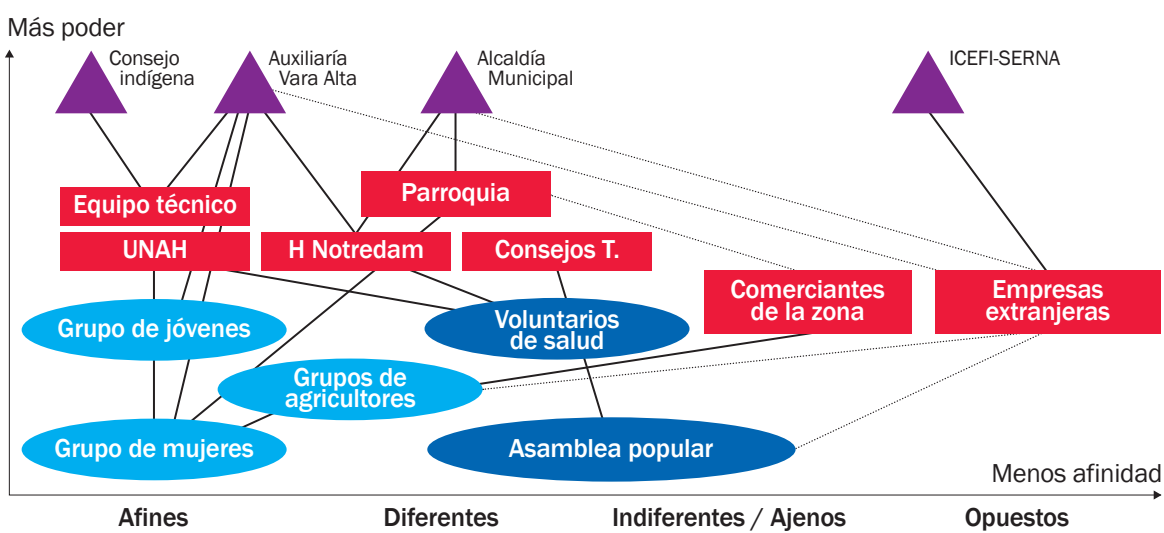 Más poder
Consejo
indígena
Auxiliaría
Vara Alta
Alcaldía
Municipal
ICEFI-SERNA
Equipo técnico
Parroquia
UNAH
H Notredam
Consejos T.
Comerciantes
de la zona
Empresas
extranjeras
Grupo de jóvenes
Voluntarios
de salud
Grupos de
agricultores
Grupo de mujeres
Asamblea popular
Menos afinidad
Afines
Diferentes
Indiferentes / Ajenos
Opuestos